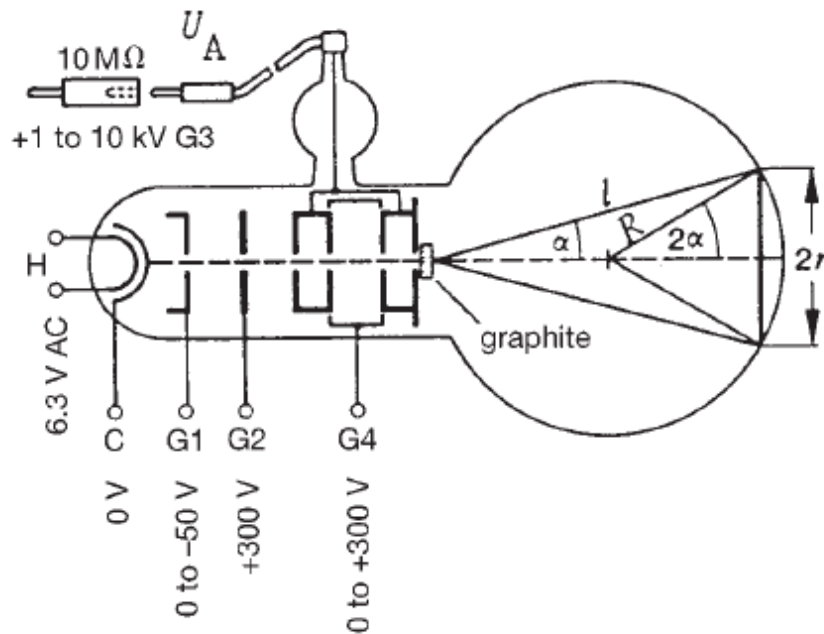 U_A
10 MΩ
+1 to 10 kV G3
l
α
R
2α
2r
H
graphite
6.3 V AC
C
G1
G2
G4
0 V
0 to –50 V
+300 V
0 to +300 V